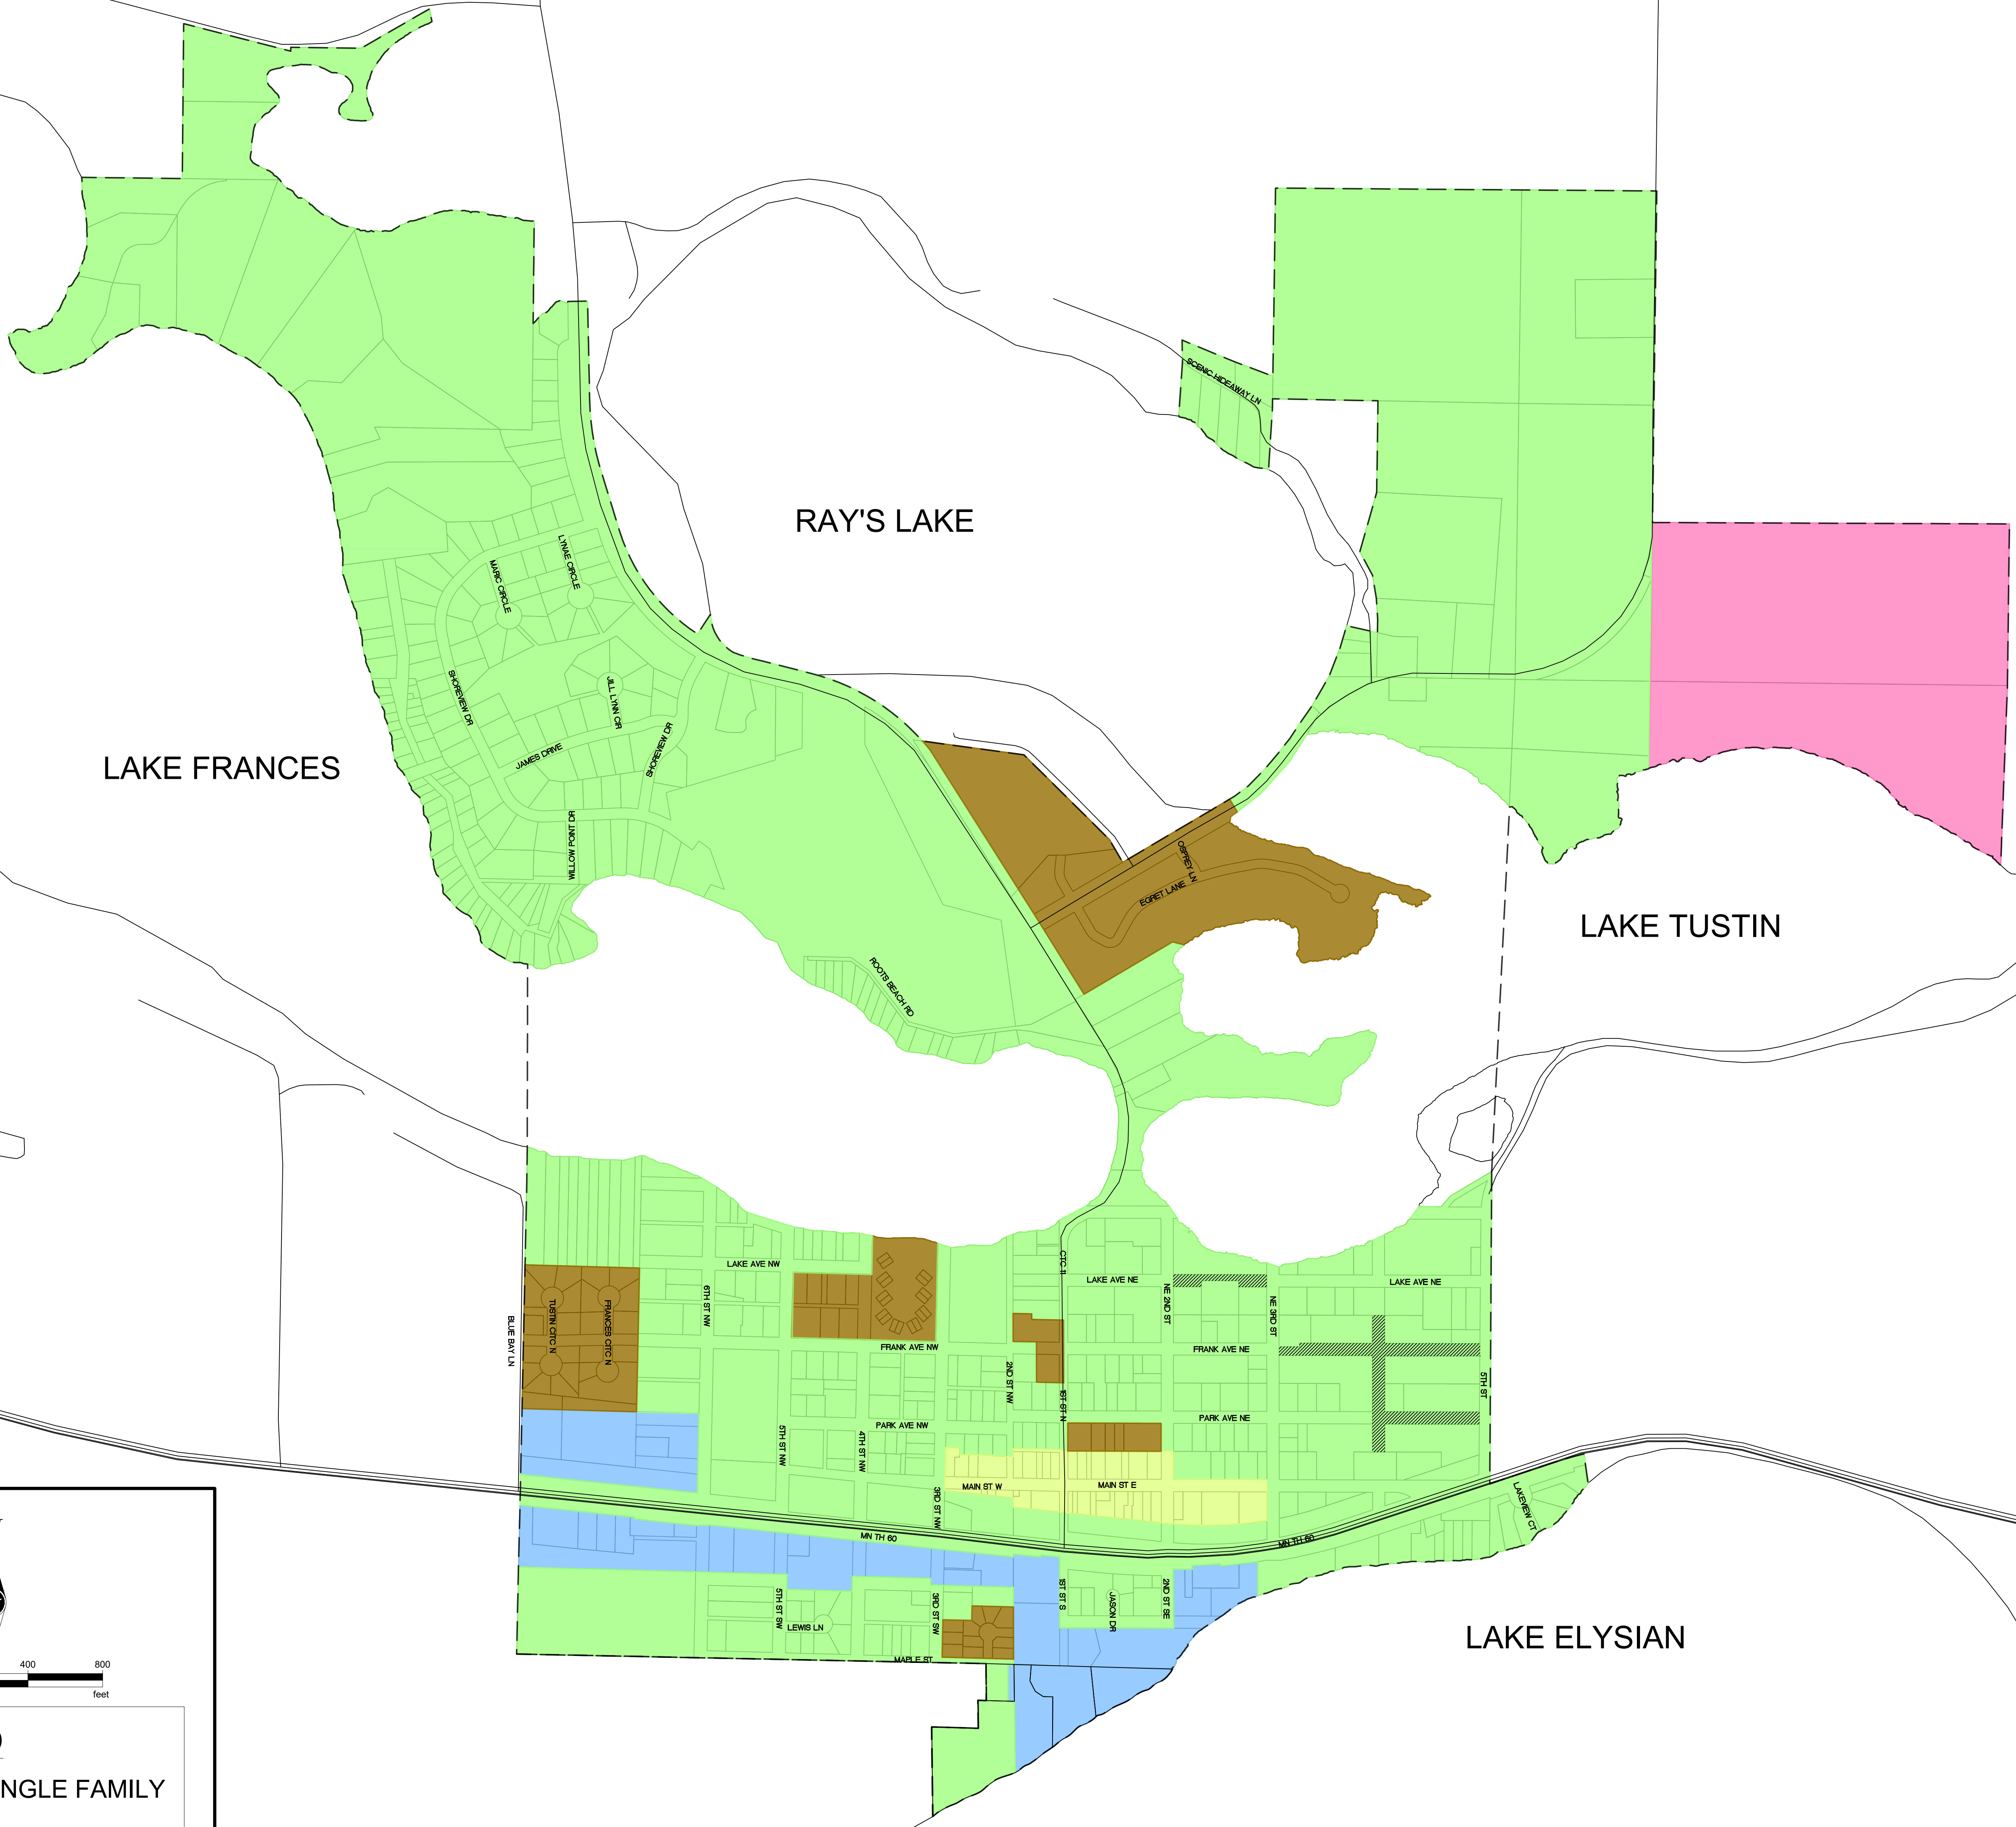 SCENIC HIDEAWAY LN
RAY'S LAKE
LYNAE CIRCLE
MARIC CIRCLE
SHOREVIEW DR
JILL LYNN CIR
JAMES DRIVE
SHOREVIEW DR
LAKE FRANCES
WILLOW POINT DR
OSPREY LN
EGRET LANE
LAKE TUSTIN
ROOTS BEACH RD
LAKE AVE NW
CTC 11
LAKE AVE NE
LAKE AVE NE
6TH ST NW
NE 2ND ST
NE 3RD ST
TUSTIN CITC N
FRANCES CITC N
BLUE BAY LN
FRANK AVE NW
FRANK AVE NE
2ND ST NW
1ST ST N
5TH ST
PARK AVE NW
PARK AVE NE
5TH ST NW
4TH ST NW
3RD ST NW
MAIN ST W
MAIN ST E
LAKEVIEW CT
MN TH 60
MN TH 60
5TH ST SW
3RD ST SW
1ST ST S
JASON DR
2ND ST SE
LEWIS LN
MAPLE ST
LAKE ELYSIAN
400 800
feet
NGLE FAMILY